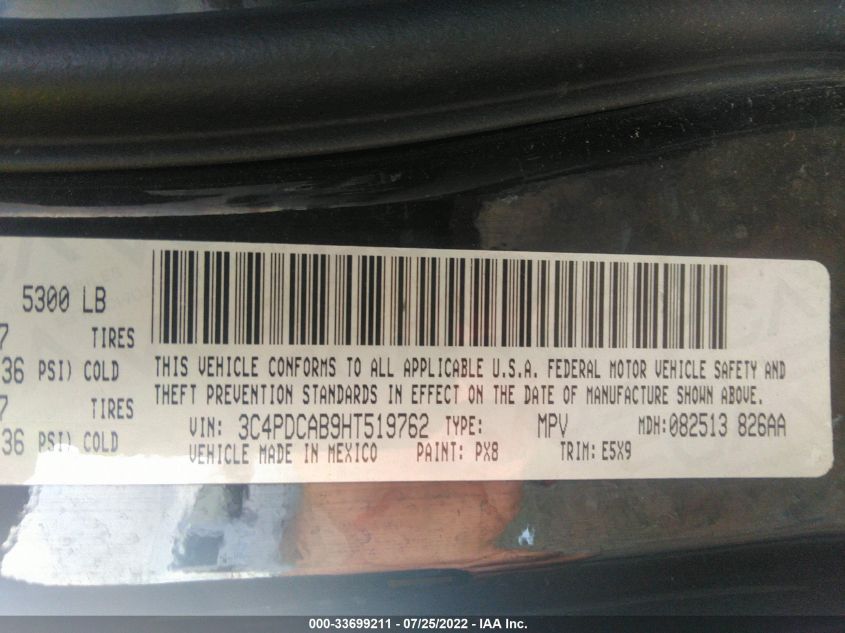 5300 LB
7 TIRES
36 PSI) COLD
7 TIRES
36 PSI) COLD
THIS VEHICLE CONFORMS TO ALL APPLICABLE U.S.A. FEDERAL MOTOR VEHICLE SAFETY AND
THEFT PREVENTION STANDARDS IN EFFECT ON THE DATE OF MANUFACTURE SHOWN ABOVE.
VIN: 3C4PDCAB9HT519762 TYPE: MPV MDH:082513 826AA
VEHICLE MADE IN MEXICO PAINT: PX8 TRIM: E5X9
000-33699211 - 07/25/2022 - IAA Inc.